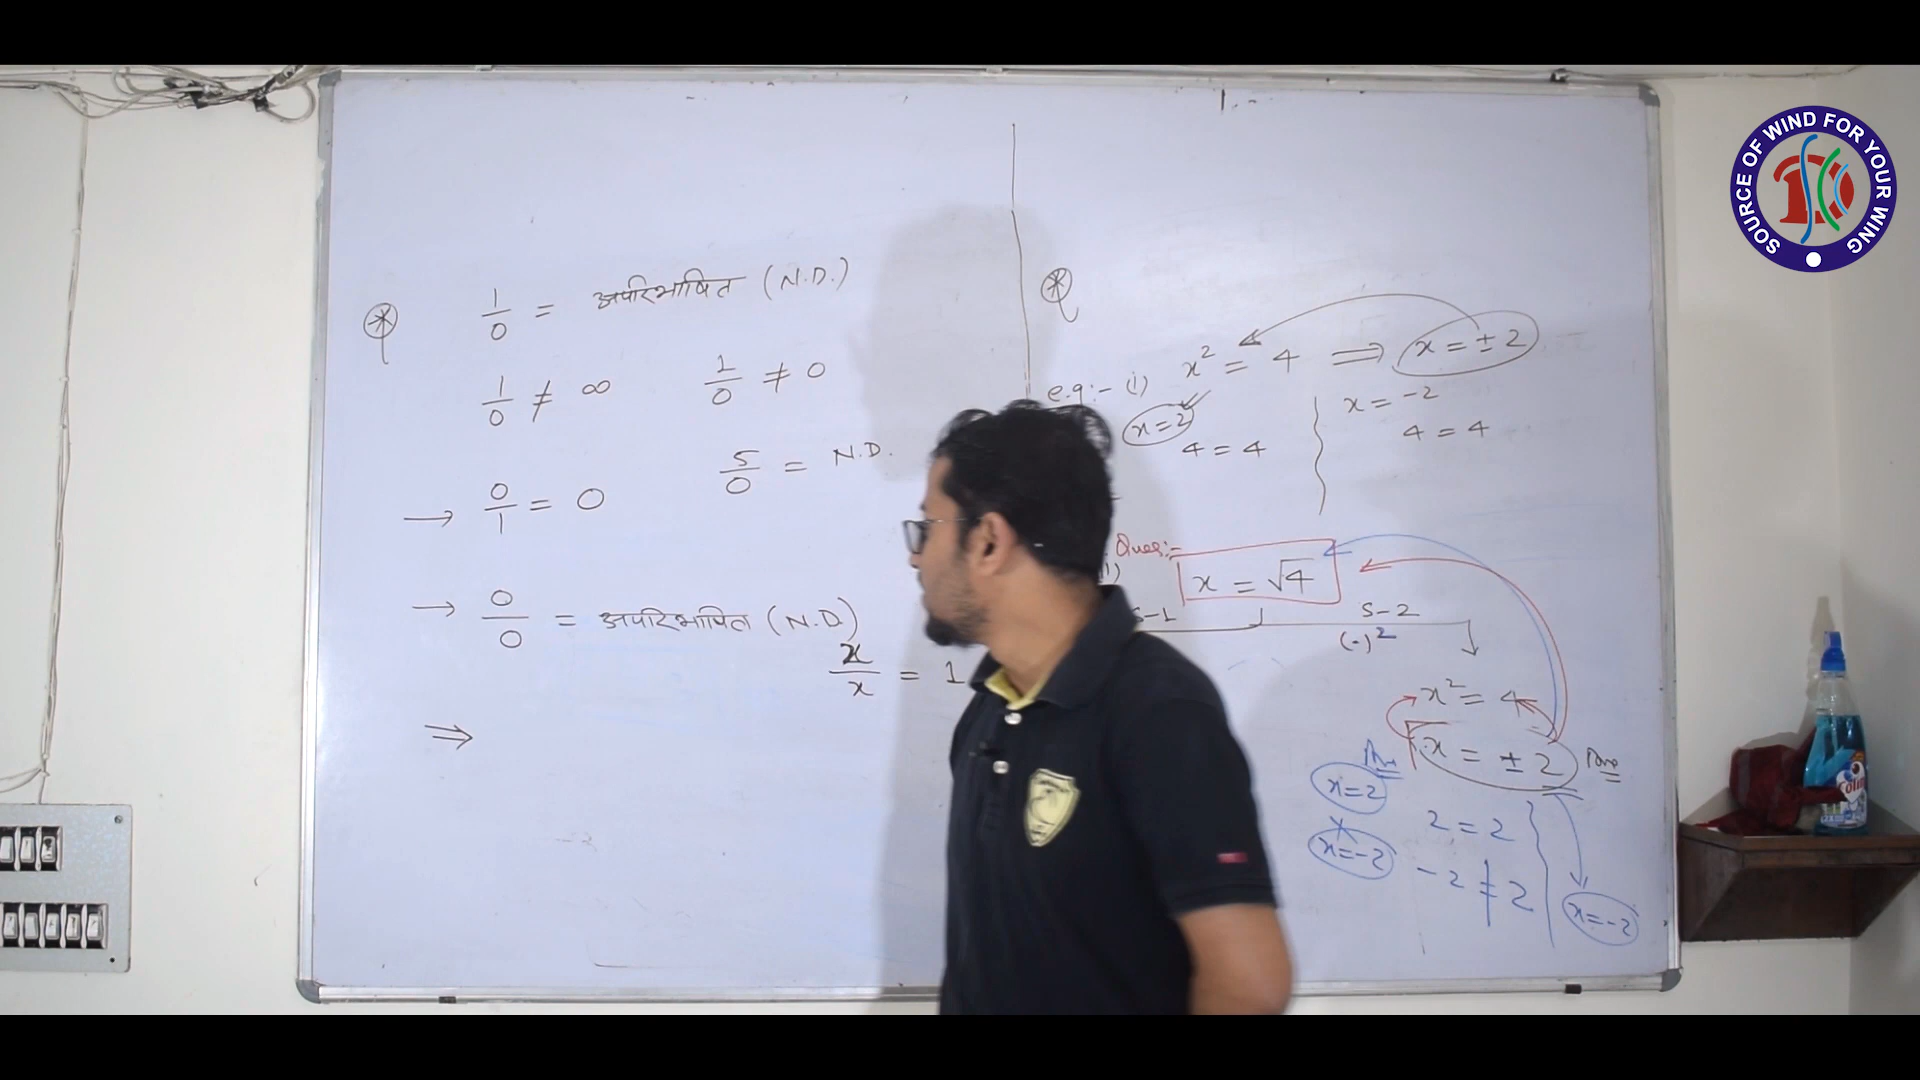 1/0 = अपरिभाषित (N.D.)
1/0 ≠ ∞
1/0 ≠ 0
5/0 = N.D.
→ 0/1 = 0
→ 0/0 = अपरिभाषित (N.D)
x/x = 1
⇒
e.g:- (i) x² = 4 ⇒ x = ±2
x = 2
4 = 4
x = -2
4 = 4
Ques:-
x = √4
S-1
S-2
(-)²
x² = 4
x = ±2
Ans
x = 2
x = -2
2 = 2
-2 ≠ 2
x = -2
SOURCE OF WIND FOR YOUR WING